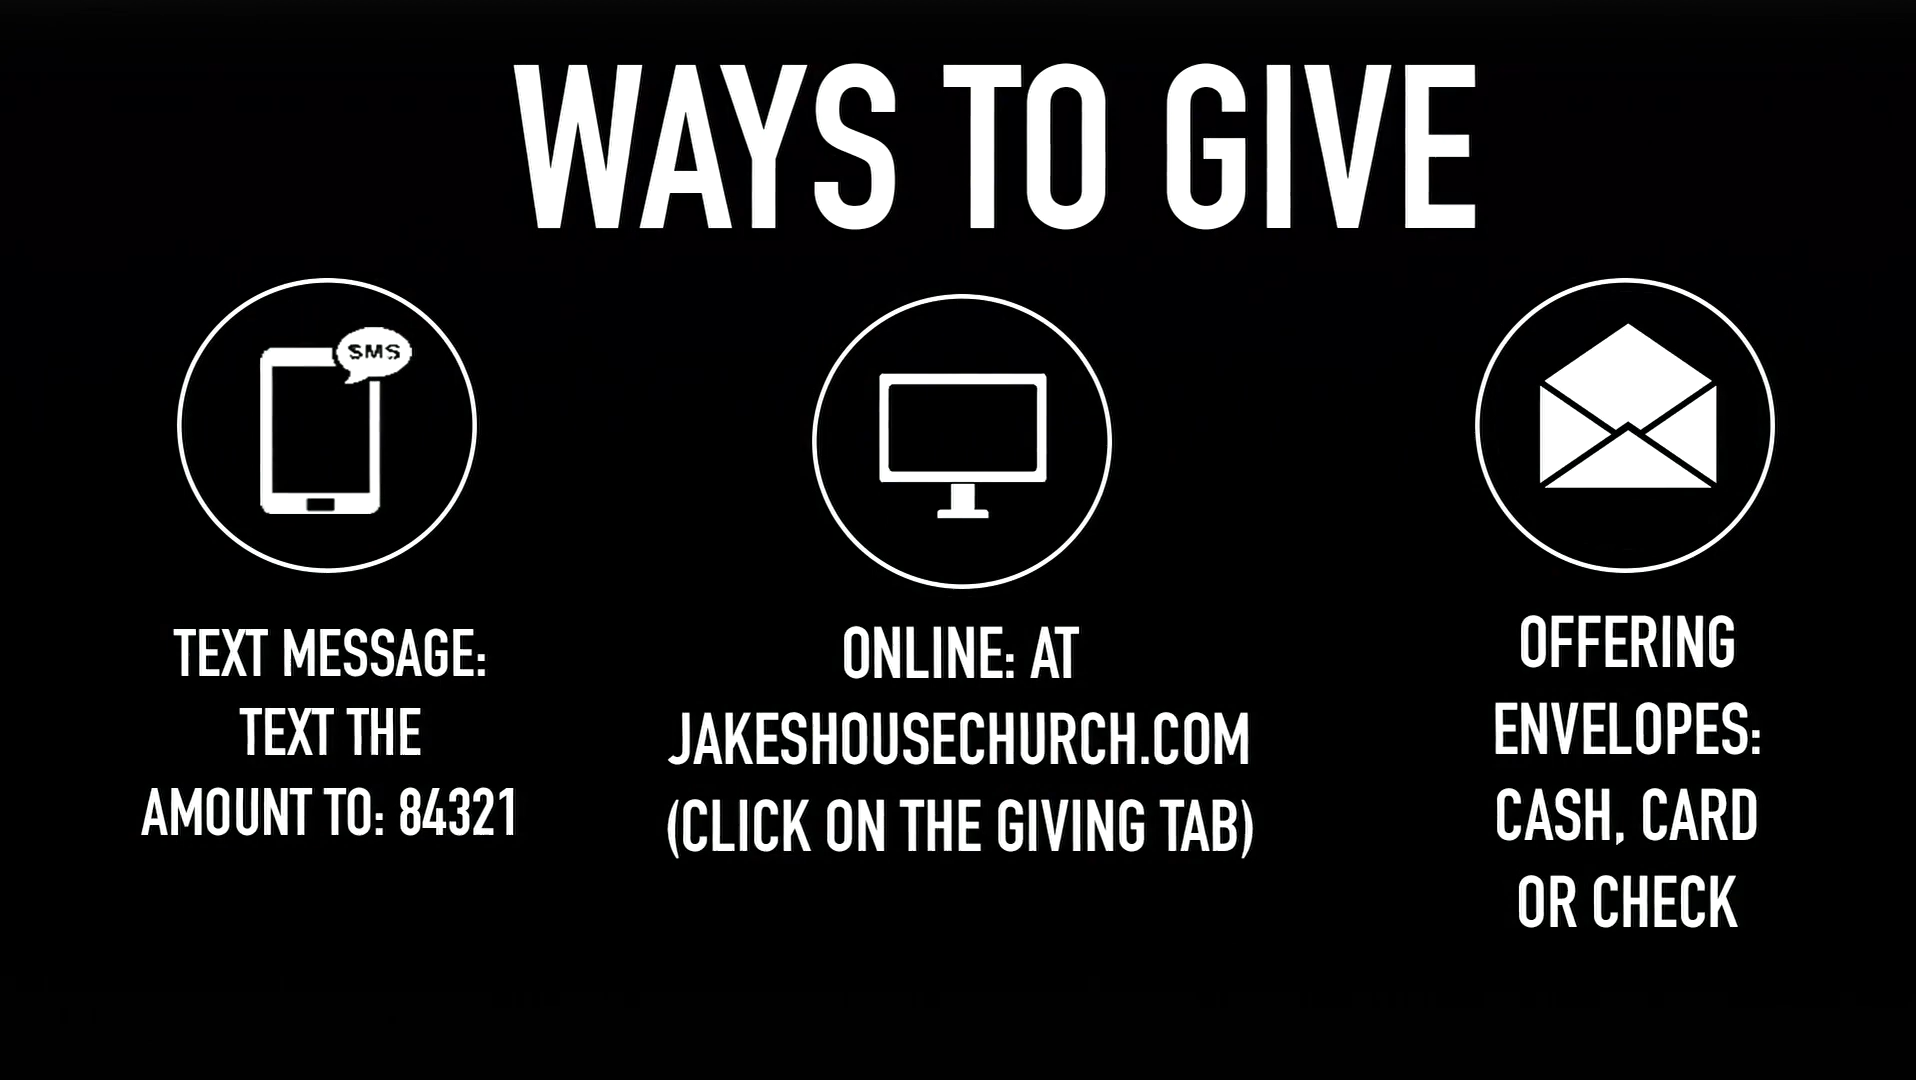 WAYS TO GIVE
SMS
TEXT MESSAGE:
TEXT THE
AMOUNT TO: 84321
ONLINE: AT
JAKESHOUSECHURCH.COM
(CLICK ON THE GIVING TAB)
OFFERING
ENVELOPES:
CASH, CARD
OR CHECK